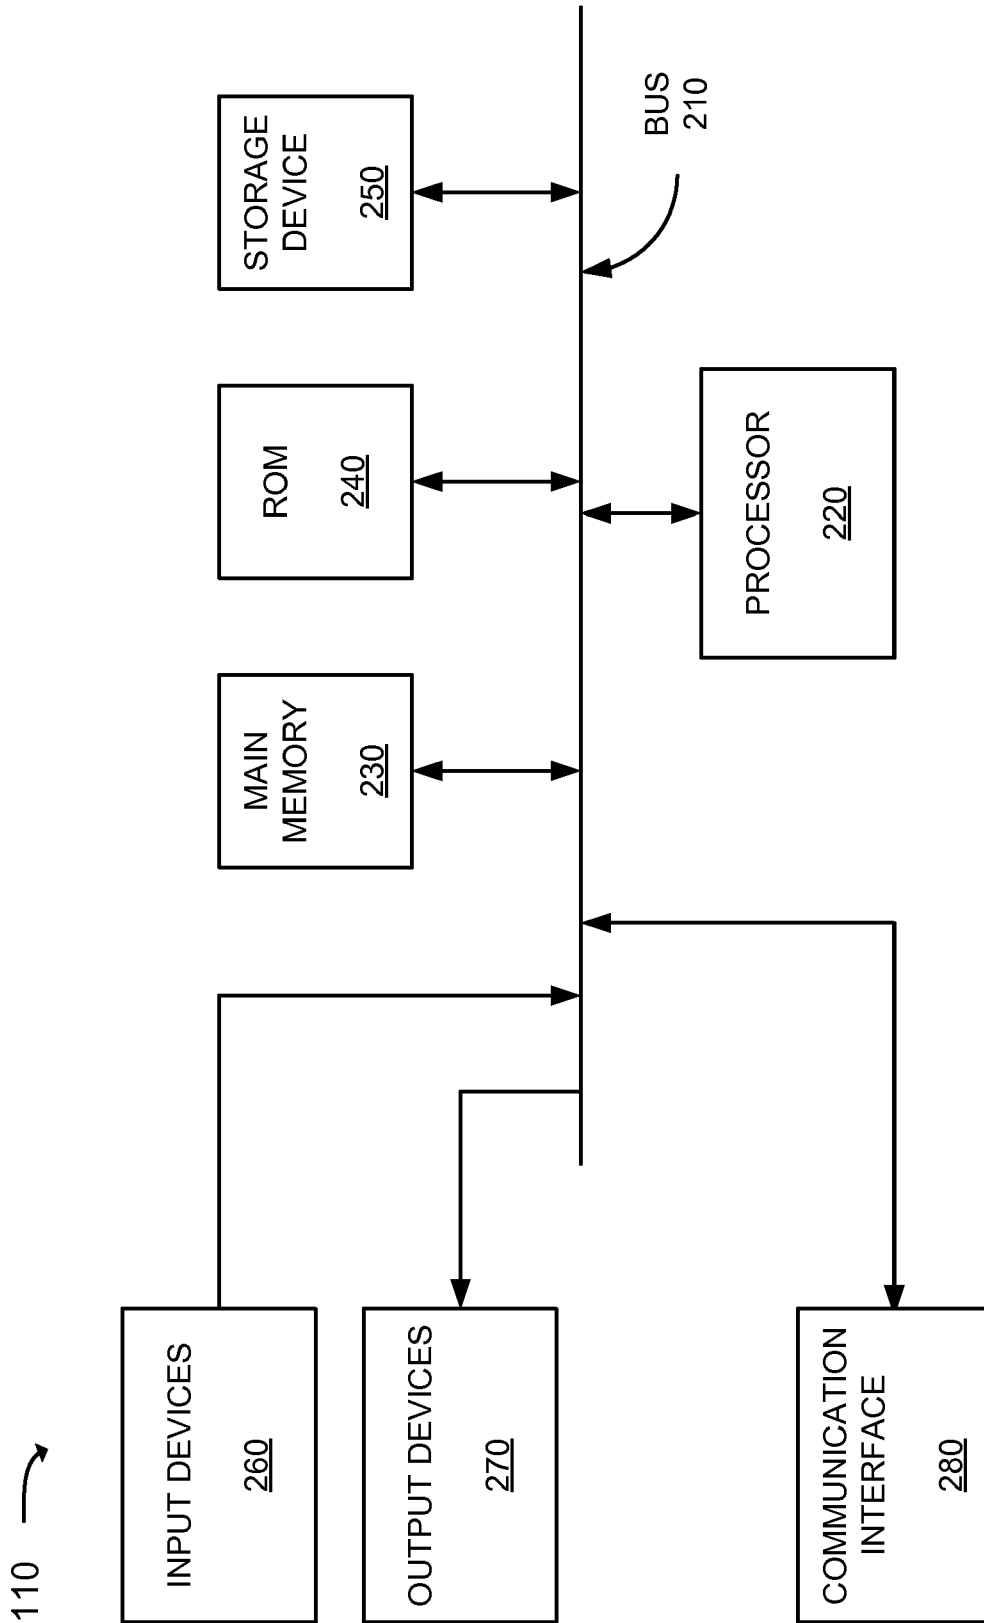 110
INPUT DEVICES
260
OUTPUT DEVICES
270
COMMUNICATION
INTERFACE
280
MAIN
MEMORY
230
ROM
240
STORAGE
DEVICE
250
PROCESSOR
220
BUS
210